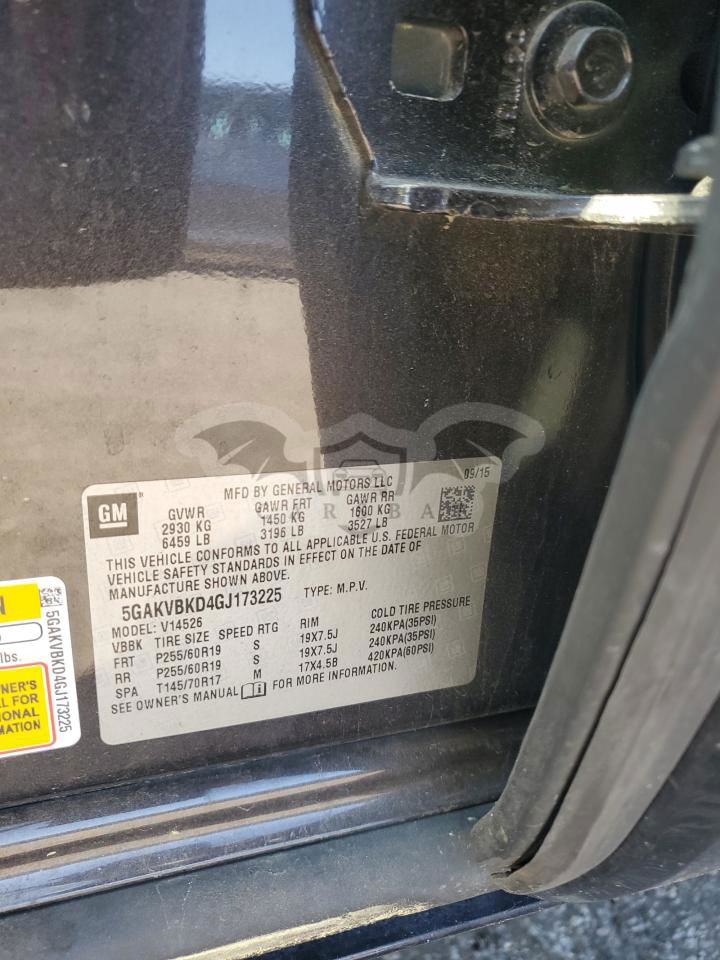 MFD BY GENERAL MOTORS LLC
09/15
GM
GVWR GAWR FRT GAWR RR
2930 KG 1450 KG 1600 KG
6459 LB 3196 LB 3527 LB
THIS VEHICLE CONFORMS TO ALL APPLICABLE U.S. FEDERAL MOTOR
VEHICLE SAFETY STANDARDS IN EFFECT ON THE DATE OF
MANUFACTURE SHOWN ABOVE.
5GAKVBKD4GJ173225 TYPE: M.P.V.
MODEL: V14526
VBBK TIRE SIZE SPEED RTG RIM COLD TIRE PRESSURE
FRT P255/60R19 S 19X7.5J 240KPA(35PSI)
RR P255/60R19 S 19X7.5J 240KPA(35PSI)
SPA T145/70R17 M 17X4.5B 420KPA(60PSI)
SEE OWNER'S MANUAL FOR MORE INFORMATION.
N
lbs.
NER'S
L FOR
IONAL
MATION
5GAKVBKD4GJ173225